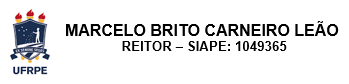 MARCELO BRITO CARNEIRO LEÃO
REITOR – SIAPE: 1049365
UFRPE